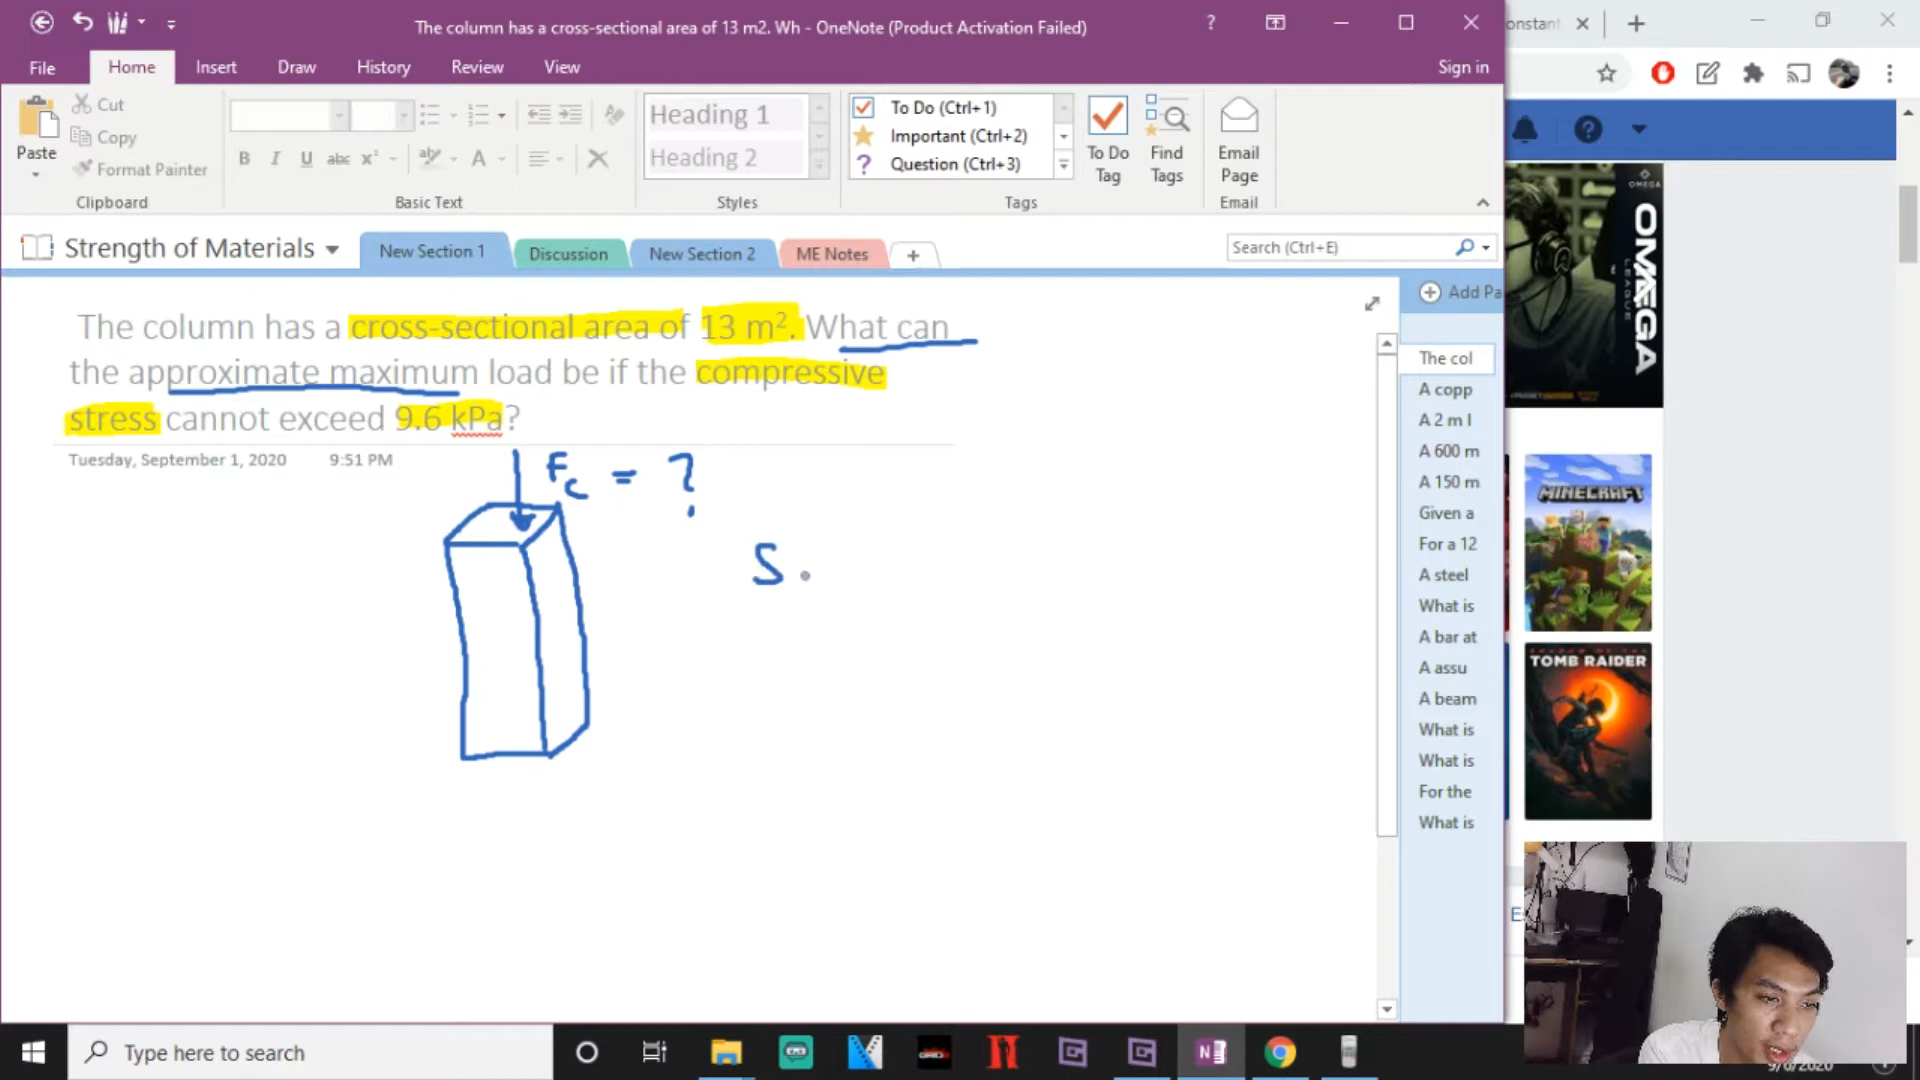 The column has a cross-sectional area of 13 m2. Wh - OneNote (Product Activation Failed)
onstant
File Home Insert Draw History Review View Sign in
Paste
Cut
Copy
Format Painter
Clipboard
B I U abc x²
A
Basic Text
Heading 1
Heading 2
Styles
To Do (Ctrl+1)
Important (Ctrl+2)
Question (Ctrl+3)
To Do
Tag
Find
Tags
Tags
Email
Page
Email
Strength of Materials
New Section 1
Discussion
New Section 2
ME Notes
Search (Ctrl+E)
The column has a cross-sectional area of 13 m². What can
the approximate maximum load be if the compressive
stress cannot exceed 9.6 kPa?
Tuesday, September 1, 2020 9:51 PM
Fc = ?
S
Add Pa
The col
A copp
A 2 m l
A 600 m
A 150 m
Given a
For a 12
A steel
What is
A bar at
A assu
A beam
What is
What is
For the
What is
OMEGA
OMEGA
LEAGUE
MINECRAFT
TOMB RAIDER
Type here to search